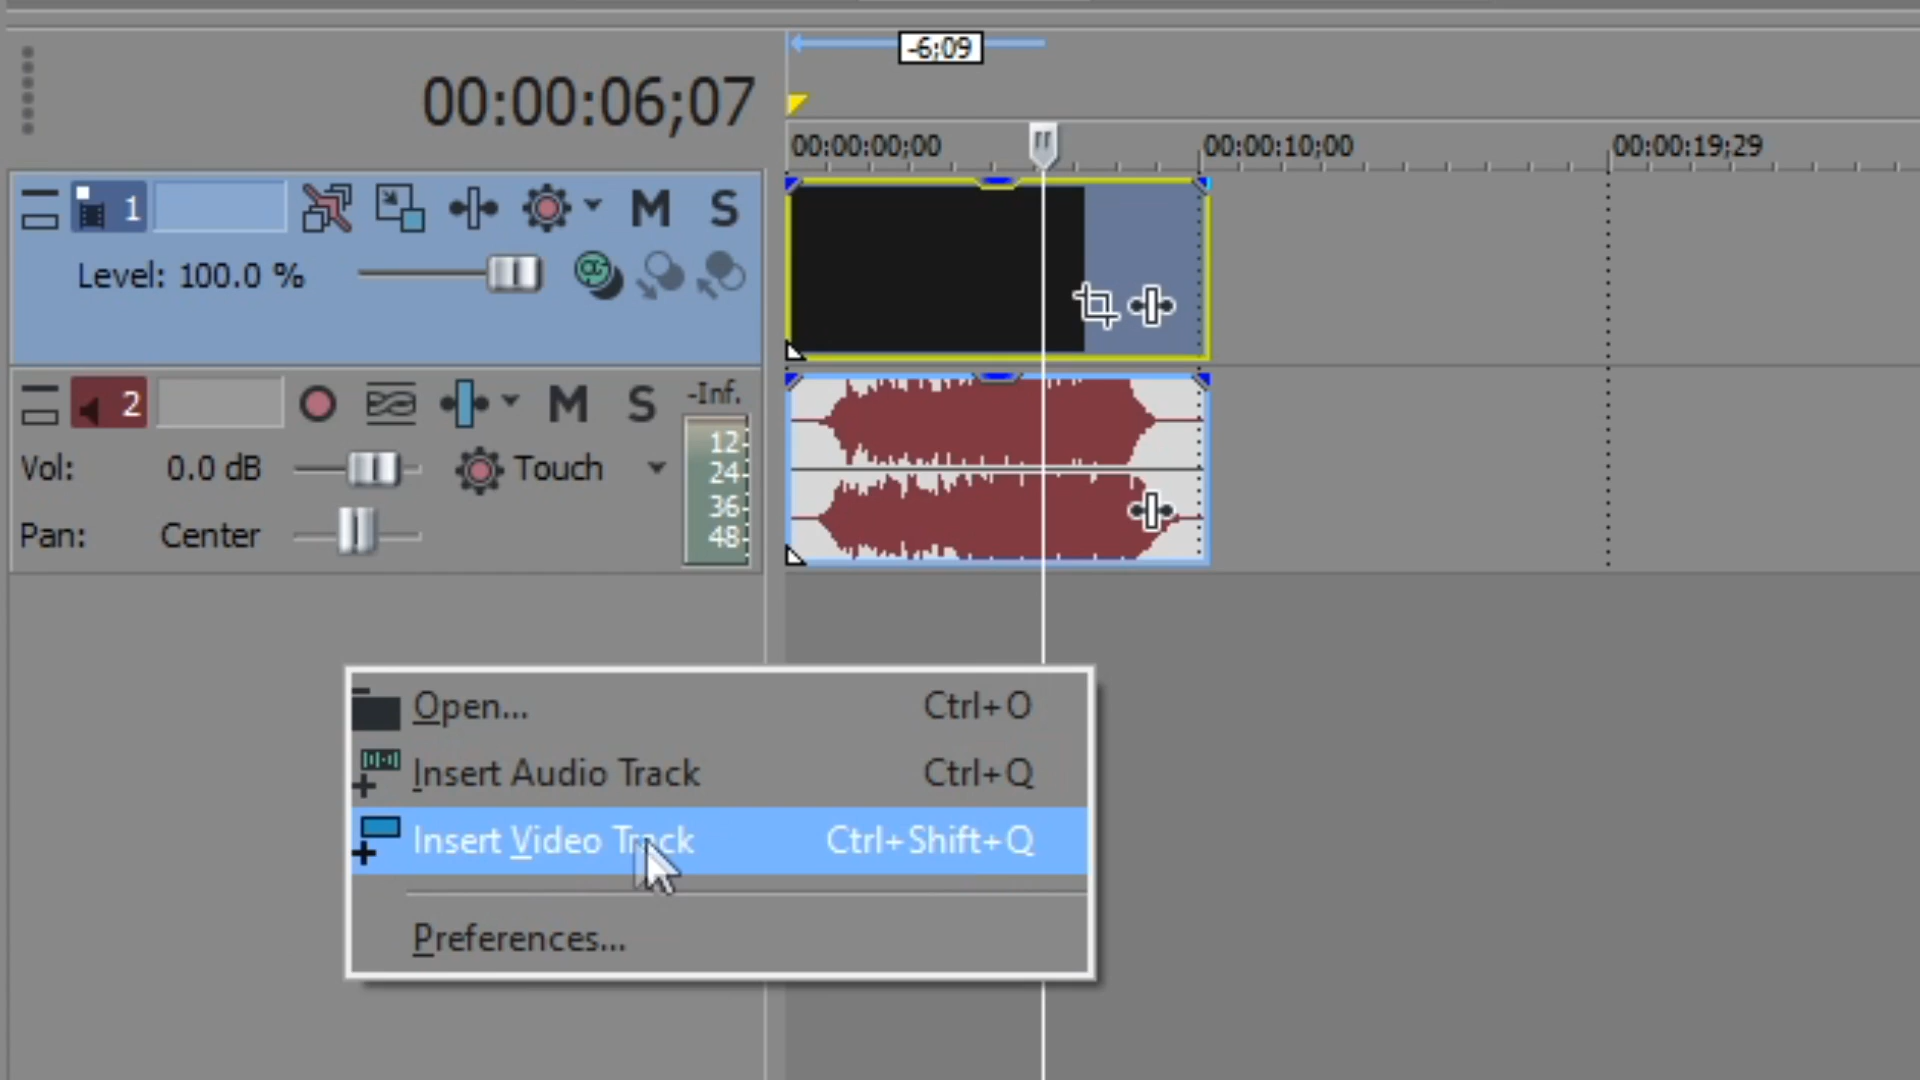 -6;09
00:00:06;07
00:00:00;00
00:00:10;00
00:00:19;29
1
M S
Level: 100.0 %
2
M S
-Inf.
12
24
36
48
Vol: 0.0 dB
Touch
Pan: Center
Open... Ctrl+O
Insert Audio Track Ctrl+Q
Insert Video Track Ctrl+Shift+Q
Preferences...